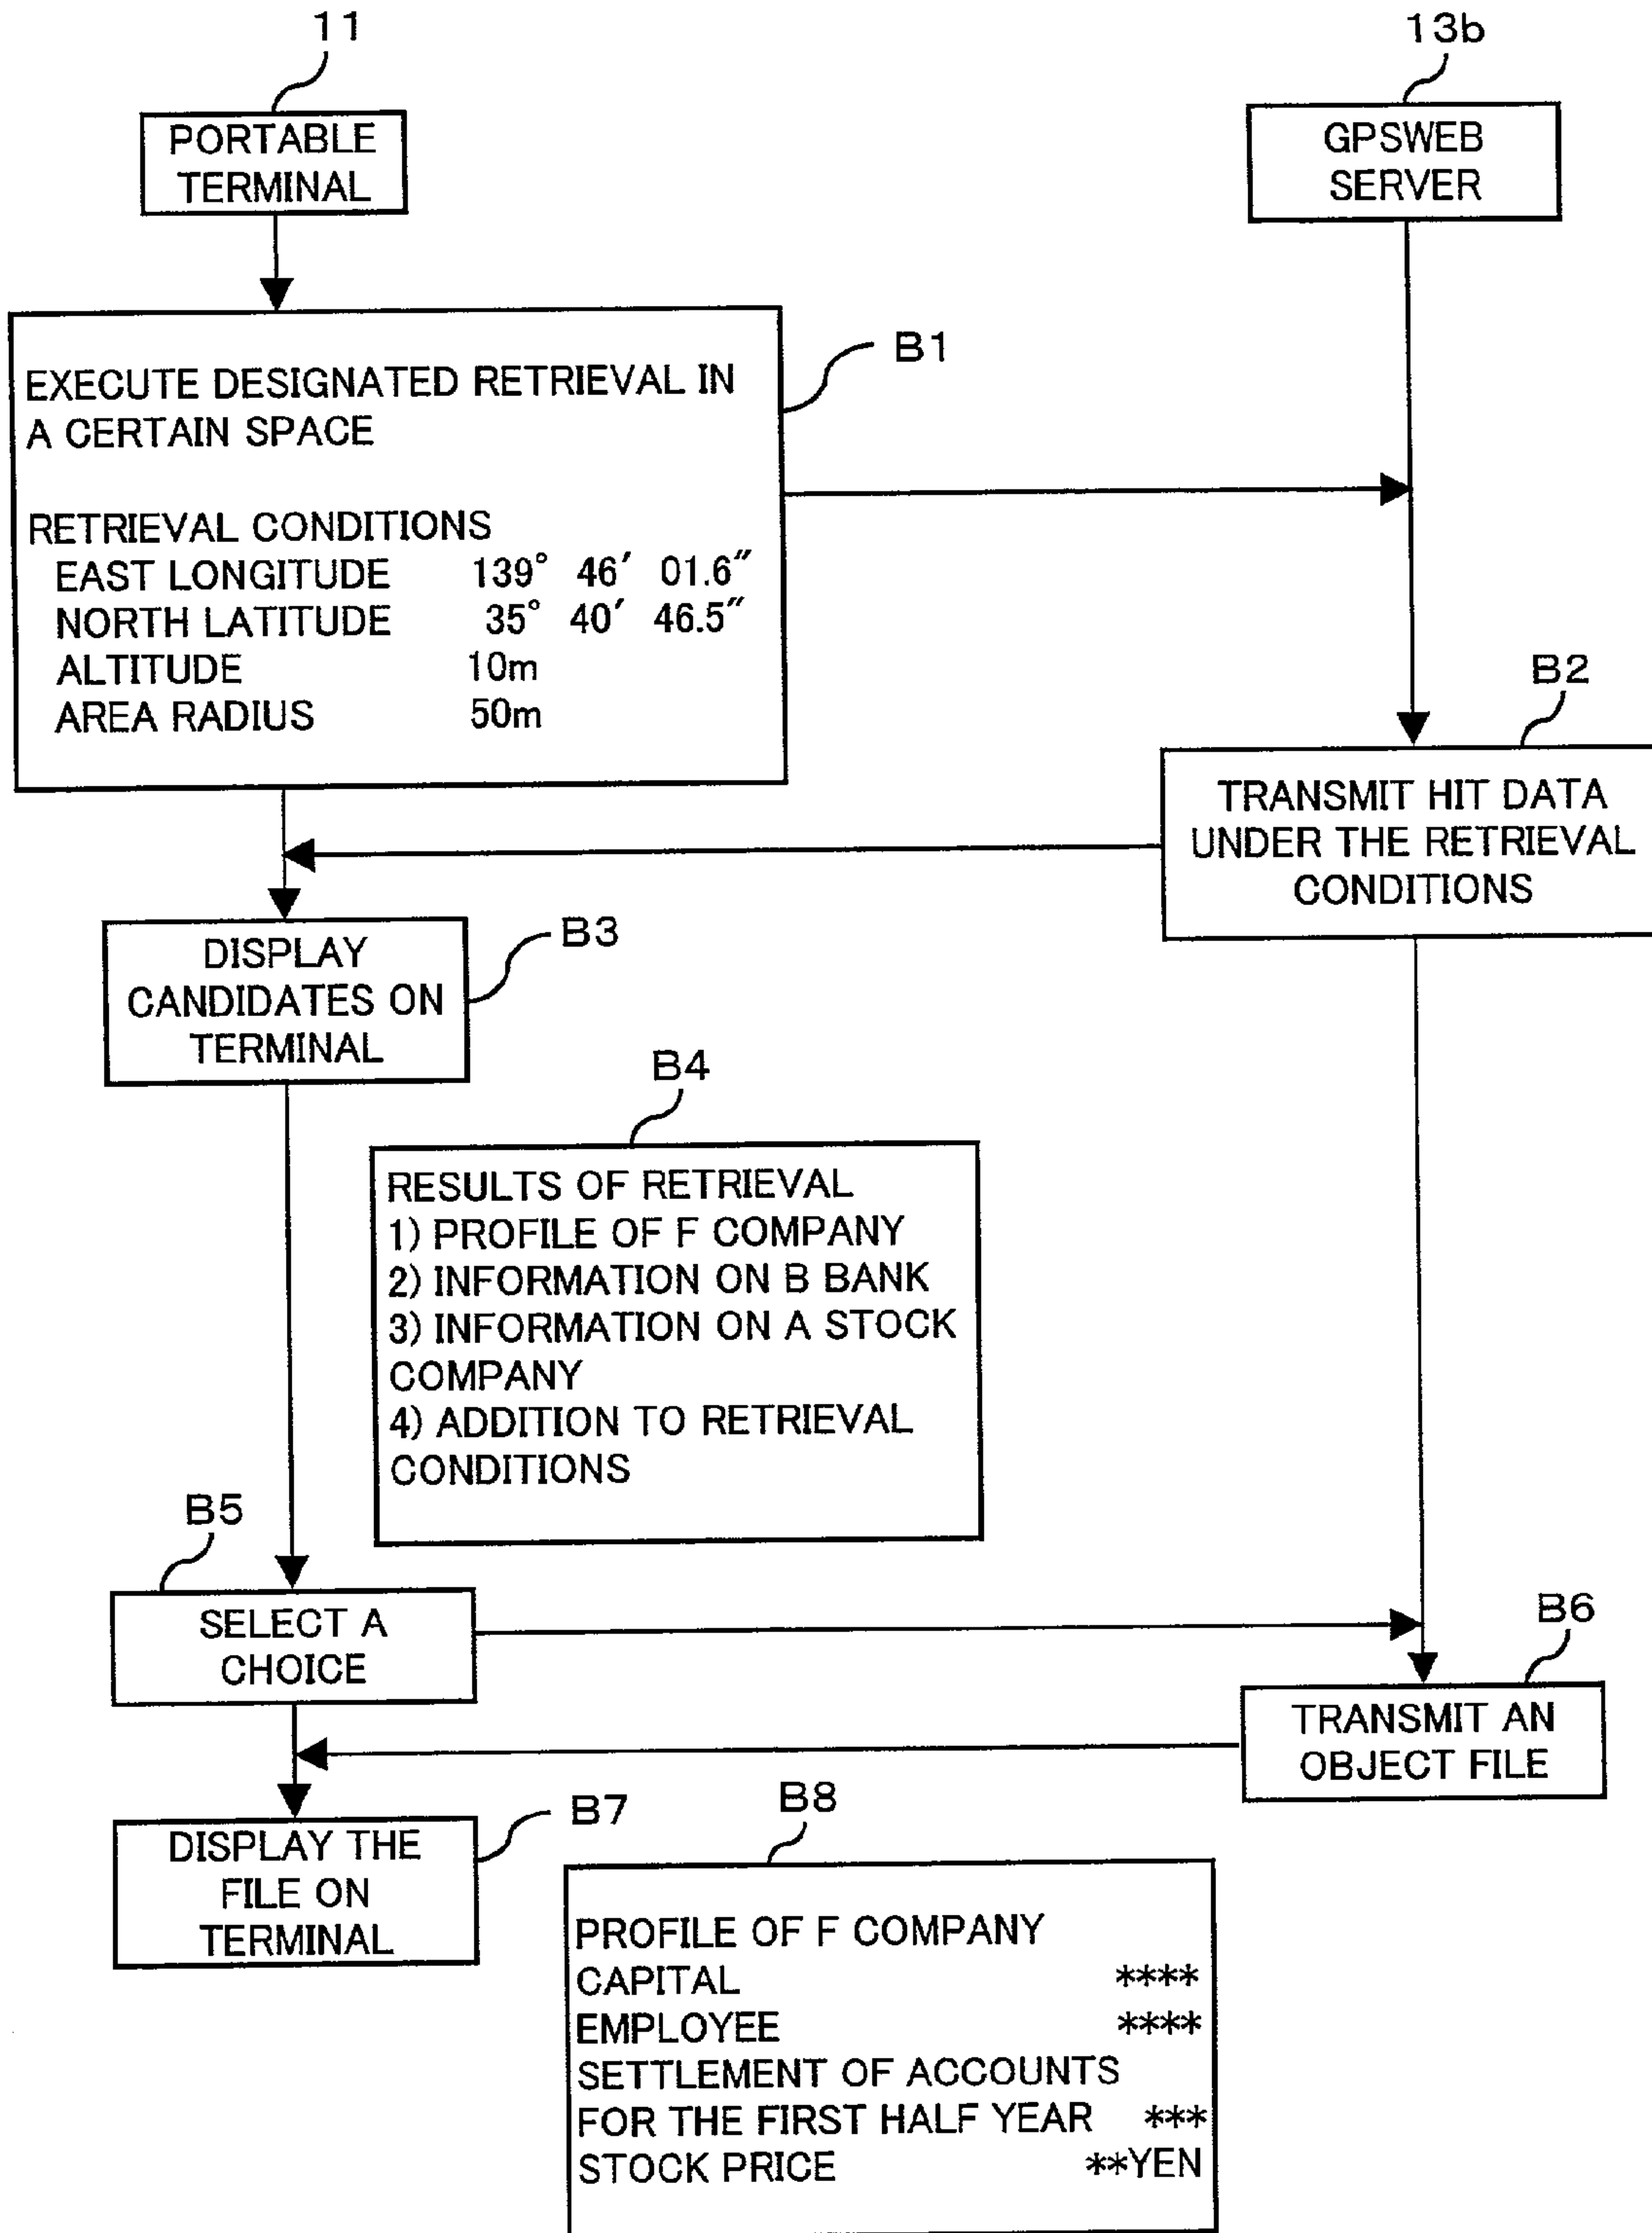 11
13b
PORTABLE
TERMINAL
GPSWEB
SERVER
B1
EXECUTE DESIGNATED RETRIEVAL IN
A CERTAIN SPACE
RETRIEVAL CONDITIONS
EAST LONGITUDE 139° 46′ 01.6″
NORTH LATITUDE 35° 40′ 46.5″
ALTITUDE 10m
AREA RADIUS 50m
B2
TRANSMIT HIT DATA
UNDER THE RETRIEVAL
CONDITIONS
B3
DISPLAY
CANDIDATES ON
TERMINAL
B4
RESULTS OF RETRIEVAL
1) PROFILE OF F COMPANY
2) INFORMATION ON B BANK
3) INFORMATION ON A STOCK
COMPANY
4) ADDITION TO RETRIEVAL
CONDITIONS
B5
SELECT A
CHOICE
B6
TRANSMIT AN
OBJECT FILE
B7
DISPLAY THE
FILE ON
TERMINAL
B8
PROFILE OF F COMPANY
CAPITAL ****
EMPLOYEE ****
SETTLEMENT OF ACCOUNTS
FOR THE FIRST HALF YEAR ***
STOCK PRICE **YEN